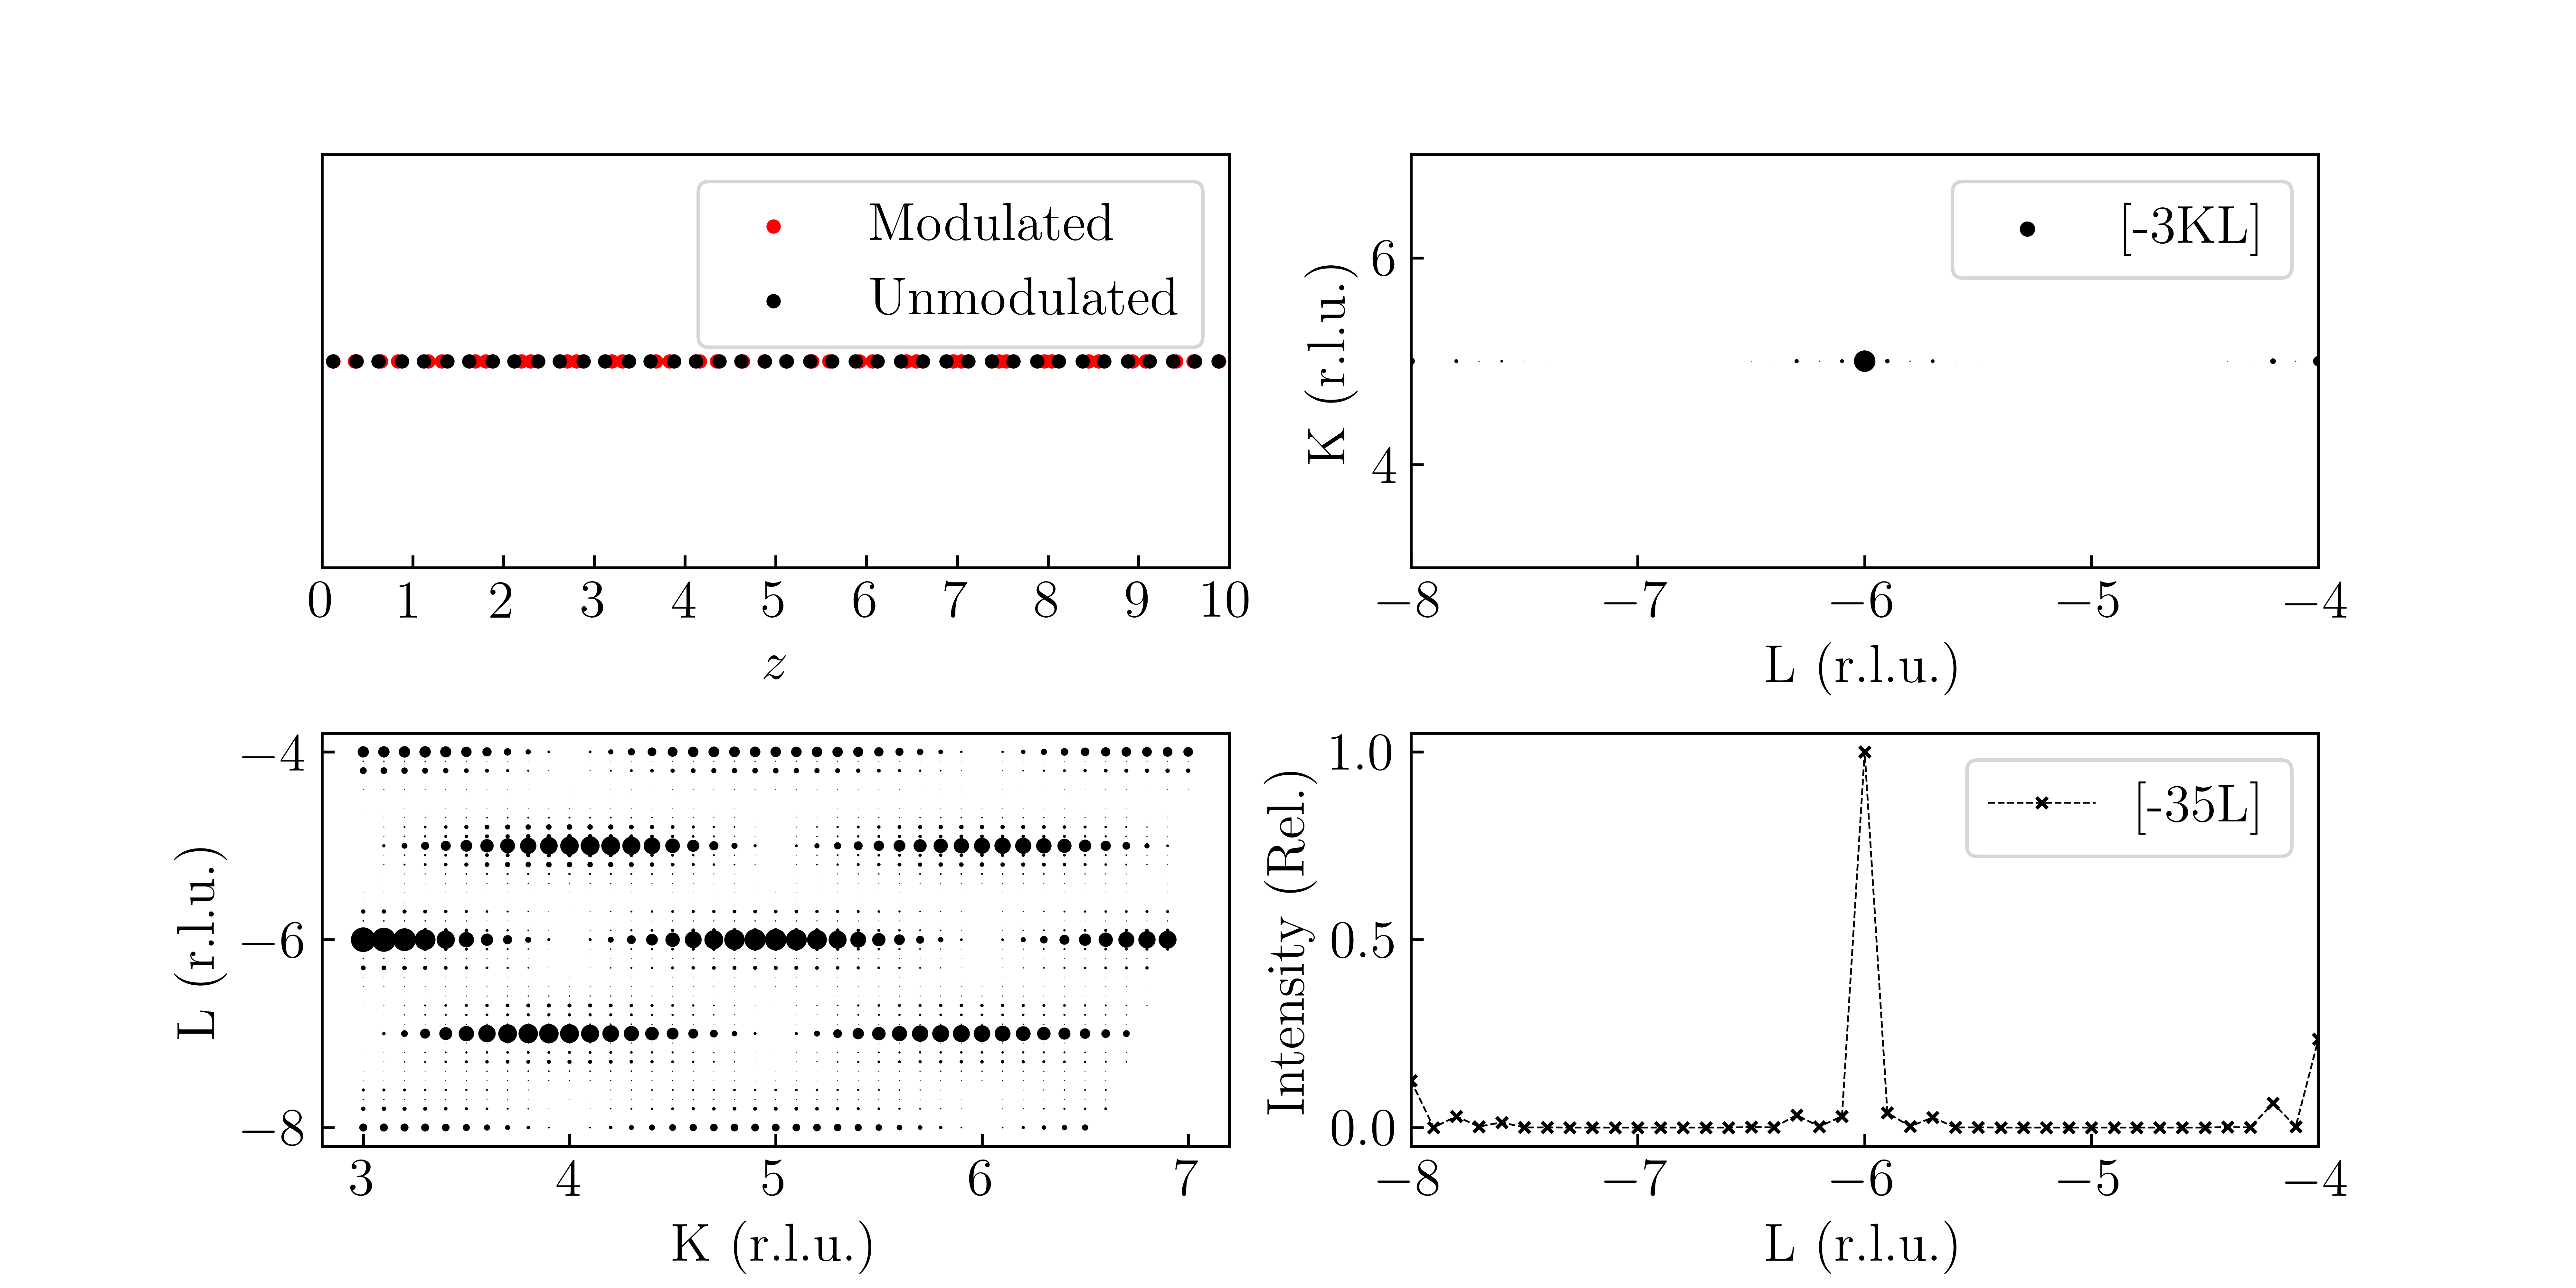 Modulated
Unmodulated
0 1 2 3 4 5 6 7 8 9 10
z
[-3KL]
6
4
K (r.l.u.)
−8 −7 −6 −5 −4
L (r.l.u.)
−4
−6
−8
L (r.l.u.)
3 4 5 6 7
K (r.l.u.)
[-35L]
1.0
0.5
0.0
Intensity (Rel.)
−8 −7 −6 −5 −4
L (r.l.u.)